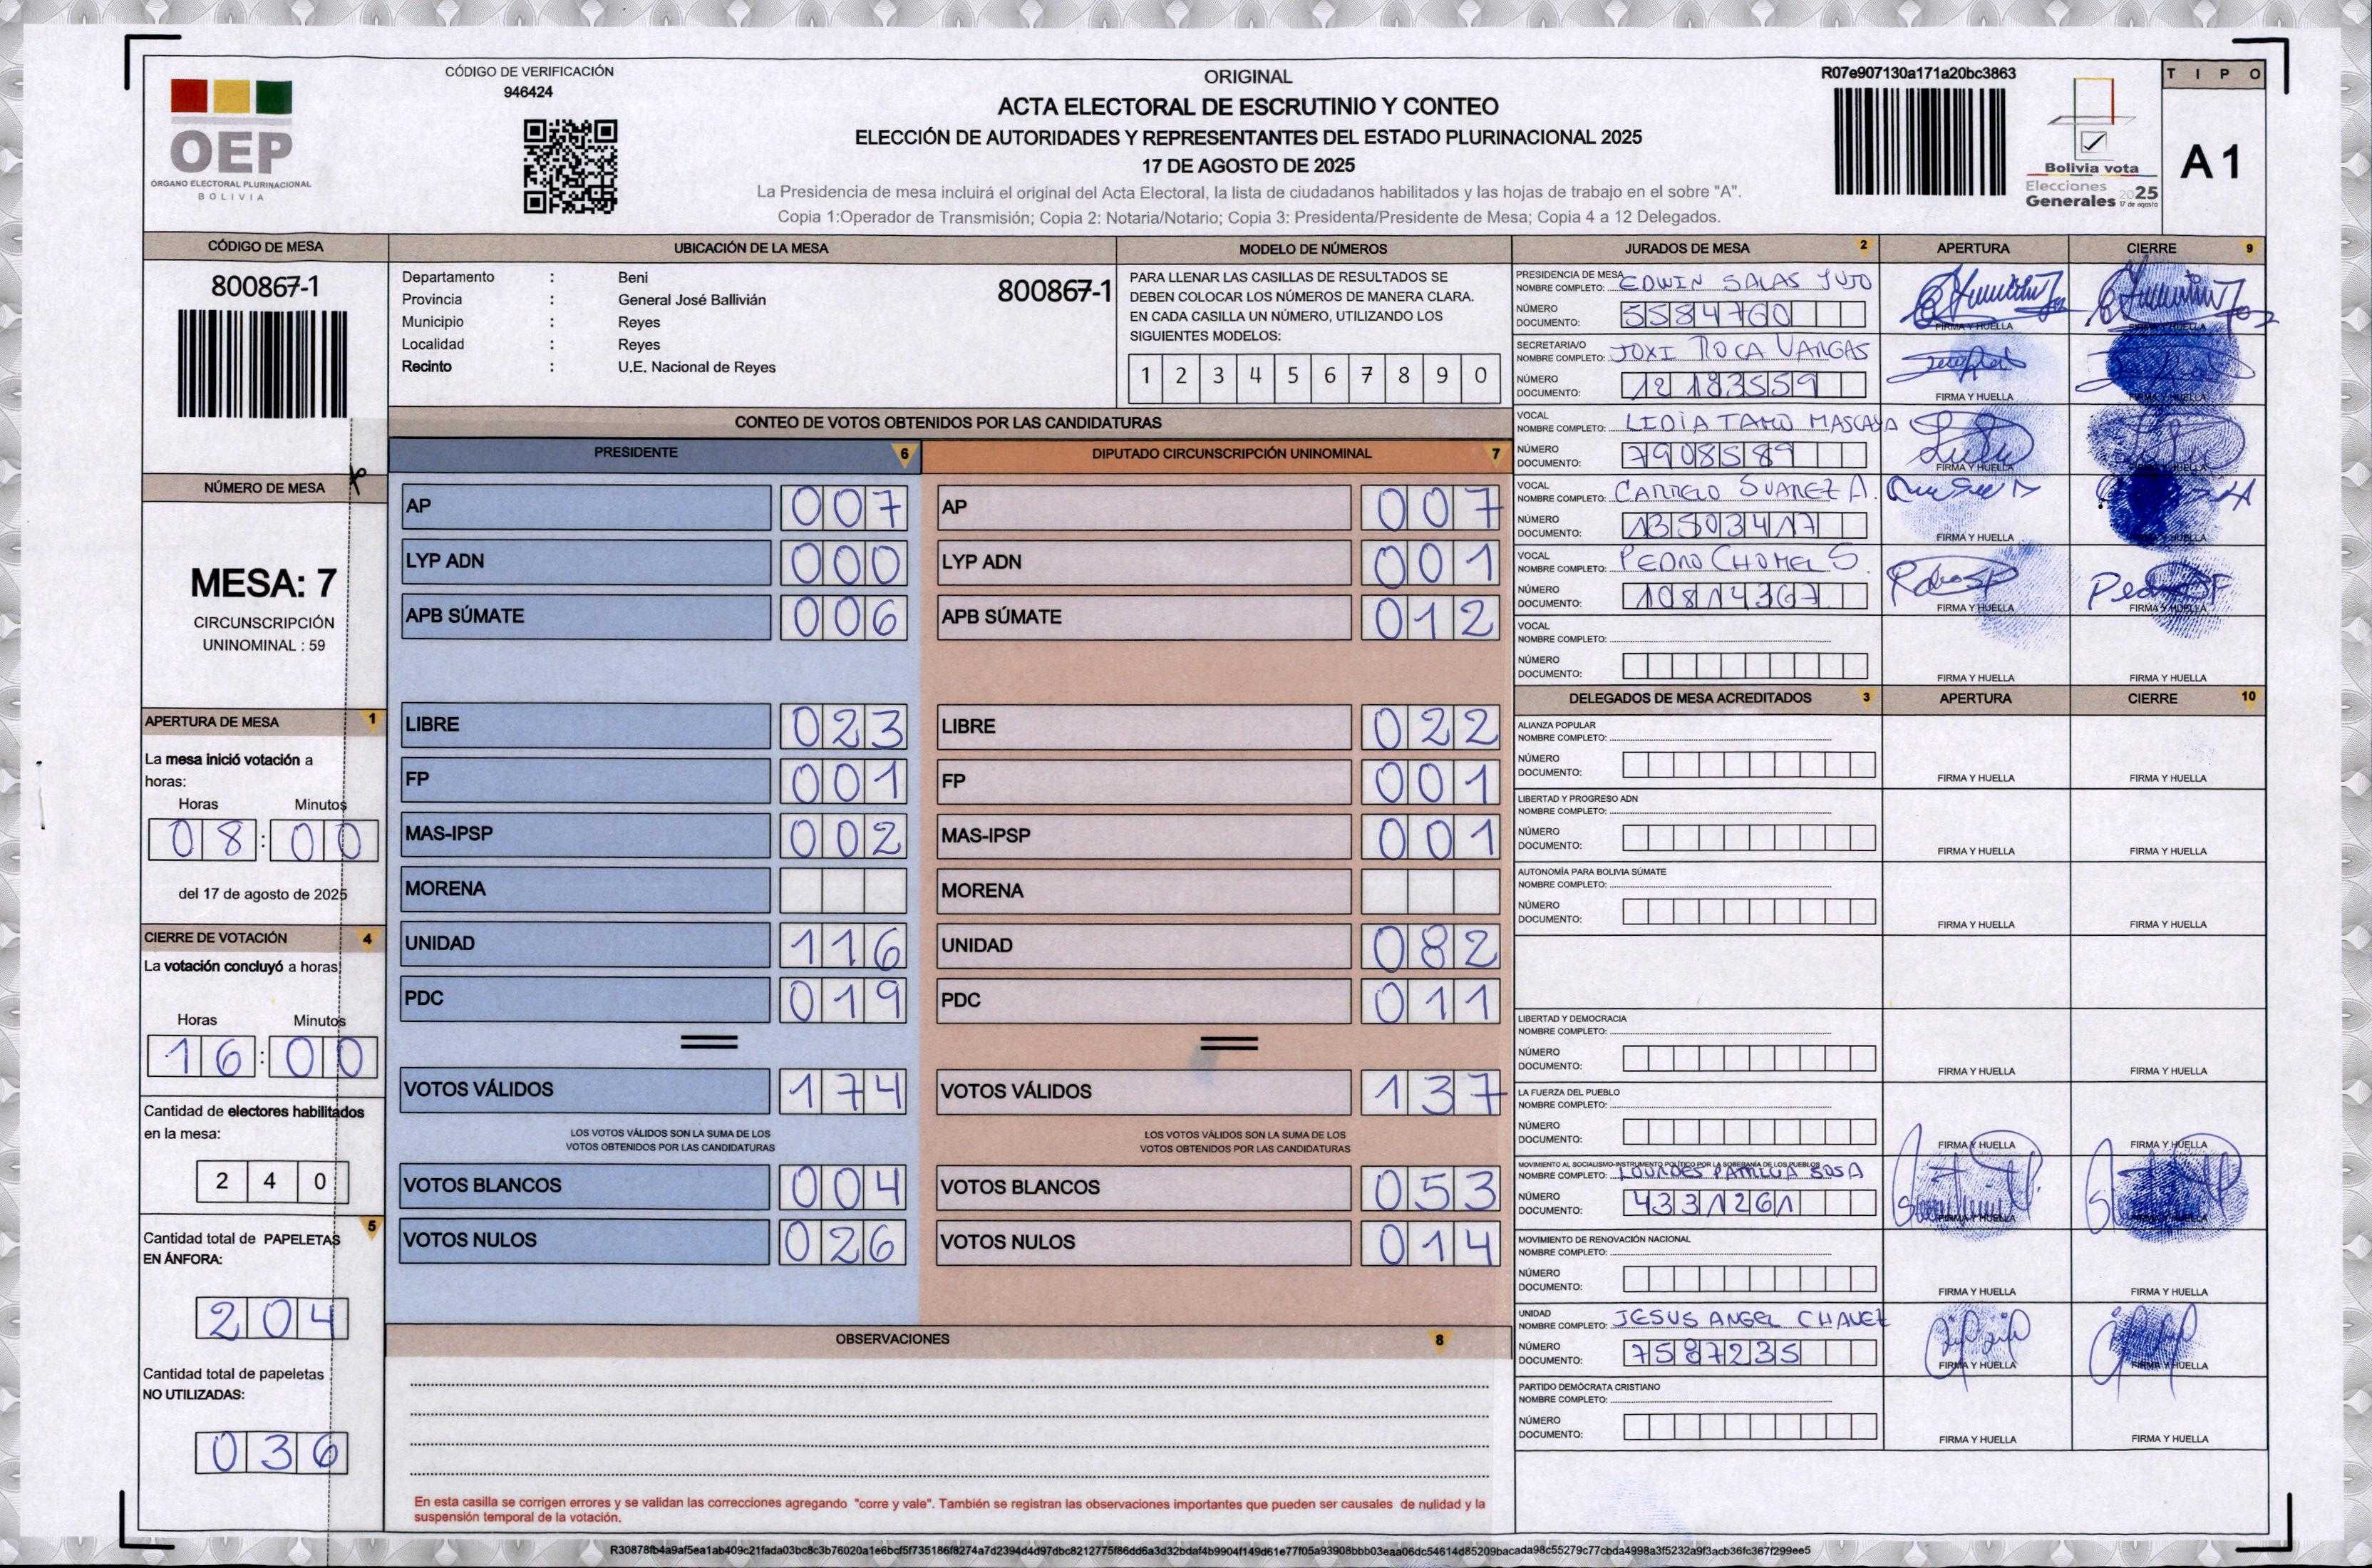 CÓDIGO DE VERIFICACIÓN
946424
OEP
ÓRGANO ELECTORAL PLURINACIONAL
BOLIVIA
ORIGINAL
ACTA ELECTORAL DE ESCRUTINIO Y CONTEO
ELECCIÓN DE AUTORIDADES Y REPRESENTANTES DEL ESTADO PLURINACIONAL 2025
17 DE AGOSTO DE 2025
La Presidencia de mesa incluirá el original del Acta Electoral, la lista de ciudadanos habilitados y las hojas de trabajo en el sobre "A".
Copia 1:Operador de Transmisión; Copia 2: Notaria/Notario; Copia 3: Presidenta/Presidente de Mesa; Copia 4 a 12 Delegados.
R07e907130a171a20bc3863
Bolivia vota
Elecciones
Generales 2025
17 de agosto
TIPO
A1
CÓDIGO DE MESA
800867-1
NÚMERO DE MESA
MESA: 7
CIRCUNSCRIPCIÓN
UNINOMINAL : 59
APERTURA DE MESA 1
La mesa inició votación a
horas:
Horas Minutos
08:00
del 17 de agosto de 2025
CIERRE DE VOTACIÓN 4
La votación concluyó a horas:
Horas Minutos
16:00
Cantidad de electores habilitados
en la mesa:
240
5
Cantidad total de PAPELETAS
EN ÁNFORA:
204
Cantidad total de papeletas
NO UTILIZADAS:
036
UBICACIÓN DE LA MESA
Departamento : Beni
800867-1
Provincia : General José Ballivián
Municipio : Reyes
Localidad : Reyes
Recinto : U.E. Nacional de Reyes
MODELO DE NÚMEROS
PARA LLENAR LAS CASILLAS DE RESULTADOS SE
DEBEN COLOCAR LOS NÚMEROS DE MANERA CLARA.
EN CADA CASILLA UN NÚMERO, UTILIZANDO LOS
SIGUIENTES MODELOS:
1 2 3 4 5 6 7 8 9 0
CONTEO DE VOTOS OBTENIDOS POR LAS CANDIDATURAS
PRESIDENTE 6
AP 007
LYP ADN 000
APB SÚMATE 006
LIBRE 023
FP 001
MAS-IPSP 002
MORENA
UNIDAD 116
PDC 019
VOTOS VÁLIDOS 174
LOS VOTOS VÁLIDOS SON LA SUMA DE LOS
VOTOS OBTENIDOS POR LAS CANDIDATURAS
VOTOS BLANCOS 004
VOTOS NULOS 026
DIPUTADO CIRCUNSCRIPCIÓN UNINOMINAL 7
AP 007
LYP ADN 001
APB SÚMATE 012
LIBRE 022
FP 001
MAS-IPSP 001
MORENA
UNIDAD 082
PDC 011
VOTOS VÁLIDOS 137
LOS VOTOS VÁLIDOS SON LA SUMA DE LOS
VOTOS OBTENIDOS POR LAS CANDIDATURAS
VOTOS BLANCOS 053
VOTOS NULOS 014
OBSERVACIONES 8
En esta casilla se corrigen errores y se validan las correcciones agregando "corre y vale". También se registran las observaciones importantes que pueden ser causales de nulidad y la
suspensión temporal de la votación.
JURADOS DE MESA 2 APERTURA CIERRE 9
PRESIDENCIA DE MESA
NOMBRE COMPLETO: EDWIN SALAS JUJO
NÚMERO
DOCUMENTO: 5584760
FIRMA Y HUELLA FIRMA Y HUELLA
SECRETARIA/O
NOMBRE COMPLETO: JOXI ROCA VARGAS
NÚMERO
DOCUMENTO: 12183559
FIRMA Y HUELLA FIRMA Y HUELLA
VOCAL
NOMBRE COMPLETO: LIDIA TAMO MASCAYA
NÚMERO
DOCUMENTO: 7908589
FIRMA Y HUELLA FIRMA Y HUELLA
VOCAL
NOMBRE COMPLETO: CARMELO SUAREZ A.
NÚMERO
DOCUMENTO: 13503417
FIRMA Y HUELLA FIRMA Y HUELLA
VOCAL
NOMBRE COMPLETO: PEDRO CHOMEL S.
NÚMERO
DOCUMENTO: 10814367
FIRMA Y HUELLA FIRMA Y HUELLA
VOCAL
NOMBRE COMPLETO:
NÚMERO
DOCUMENTO:
FIRMA Y HUELLA FIRMA Y HUELLA
DELEGADOS DE MESA ACREDITADOS 3 APERTURA CIERRE 10
ALIANZA POPULAR
NOMBRE COMPLETO:
NÚMERO
DOCUMENTO:
FIRMA Y HUELLA FIRMA Y HUELLA
LIBERTAD Y PROGRESO ADN
NOMBRE COMPLETO:
NÚMERO
DOCUMENTO:
FIRMA Y HUELLA FIRMA Y HUELLA
AUTONOMÍA PARA BOLIVIA SÚMATE
NOMBRE COMPLETO:
NÚMERO
DOCUMENTO:
FIRMA Y HUELLA FIRMA Y HUELLA
LIBERTAD Y DEMOCRACIA
NOMBRE COMPLETO:
NÚMERO
DOCUMENTO:
FIRMA Y HUELLA FIRMA Y HUELLA
LA FUERZA DEL PUEBLO
NOMBRE COMPLETO:
NÚMERO
DOCUMENTO:
FIRMA Y HUELLA FIRMA Y HUELLA
MOVIMIENTO AL SOCIALISMO-INSTRUMENTO POLÍTICO POR LA SOBERANÍA DE LOS PUEBLOS
NOMBRE COMPLETO: LOURDES PAMELA SOSA
NÚMERO
DOCUMENTO: 4331261
FIRMA Y HUELLA FIRMA Y HUELLA
MOVIMIENTO DE RENOVACIÓN NACIONAL
NOMBRE COMPLETO:
NÚMERO
DOCUMENTO:
FIRMA Y HUELLA FIRMA Y HUELLA
UNIDAD
NOMBRE COMPLETO: JESUS ANGEL CHAVEZ
NÚMERO
DOCUMENTO: 7587235
FIRMA Y HUELLA FIRMA Y HUELLA
PARTIDO DEMÓCRATA CRISTIANO
NOMBRE COMPLETO:
NÚMERO
DOCUMENTO:
FIRMA Y HUELLA FIRMA Y HUELLA